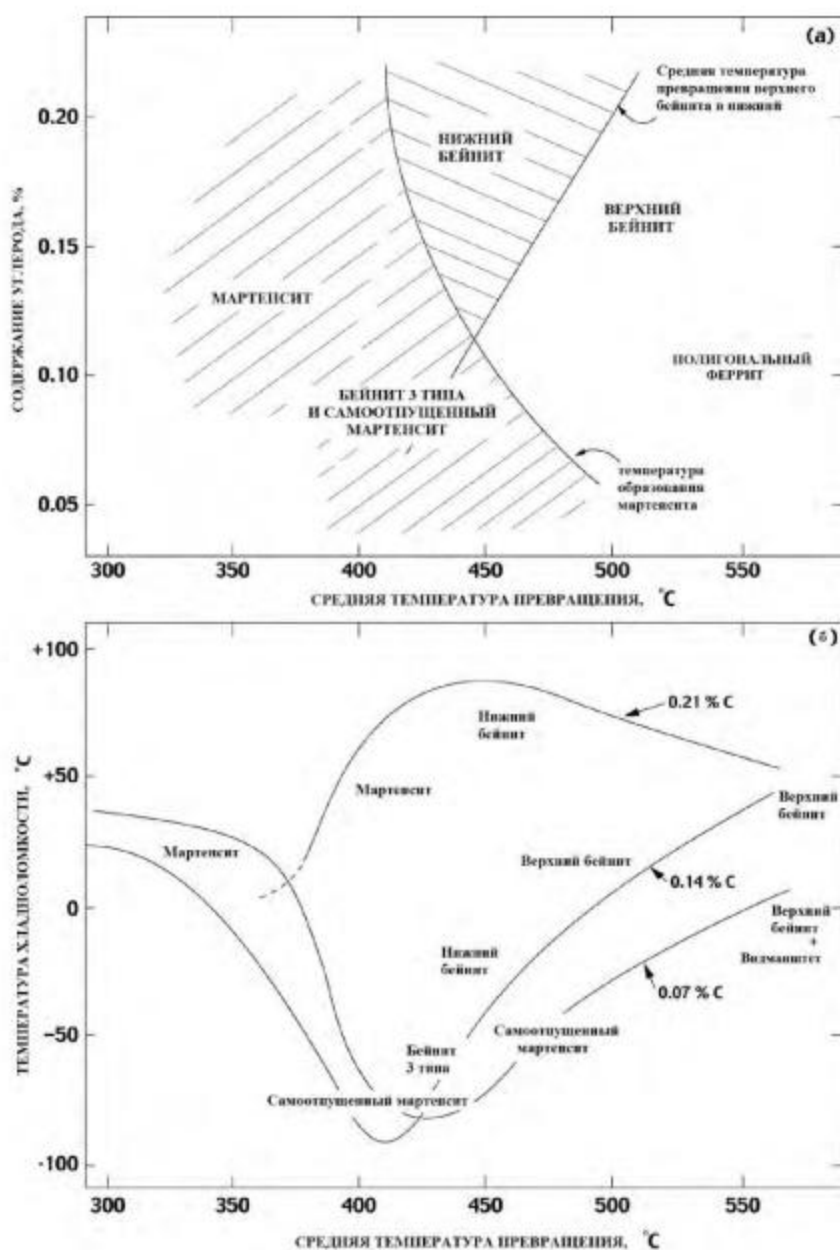 (а)
Средняя температура
превращения верхнего
бейнита в нижний
0.20
НИЖНИЙ
БЕЙНИТ
ВЕРХНИЙ
БЕЙНИТ
СОДЕРЖАНИЕ УГЛЕРОДА, %
0.15
МАРТЕНСИТ
ПОЛИГОНАЛЬНЫЙ
ФЕРРИТ
0.10
БЕЙНИТ 3 ТИПА
И САМООТПУЩЕННЫЙ
МАРТЕНСИТ
температура
образования
мартенсита
0.05
300 350 400 450 500 550
СРЕДНЯЯ ТЕМПЕРАТУРА ПРЕВРАЩЕНИЯ, °С
(б)
+100
0.21 % С
Нижний
бейнит
ТЕМПЕРАТУРА ХЛАДНОЛОМКОСТИ, °С
+50
Мартенсит
Верхний
бейнит
Мартенсит
Верхний бейнит
0.14 % С
0
Верхний
бейнит
+
Видманштет
Нижний
бейнит
0.07 % С
−50
Самоотпущенный
мартенсит
Бейнит
3 типа
Самоотпущенный мартенсит
-100
300 350 400 450 500 550
СРЕДНЯЯ ТЕМПЕРАТУРА ПРЕВРАЩЕНИЯ, °С